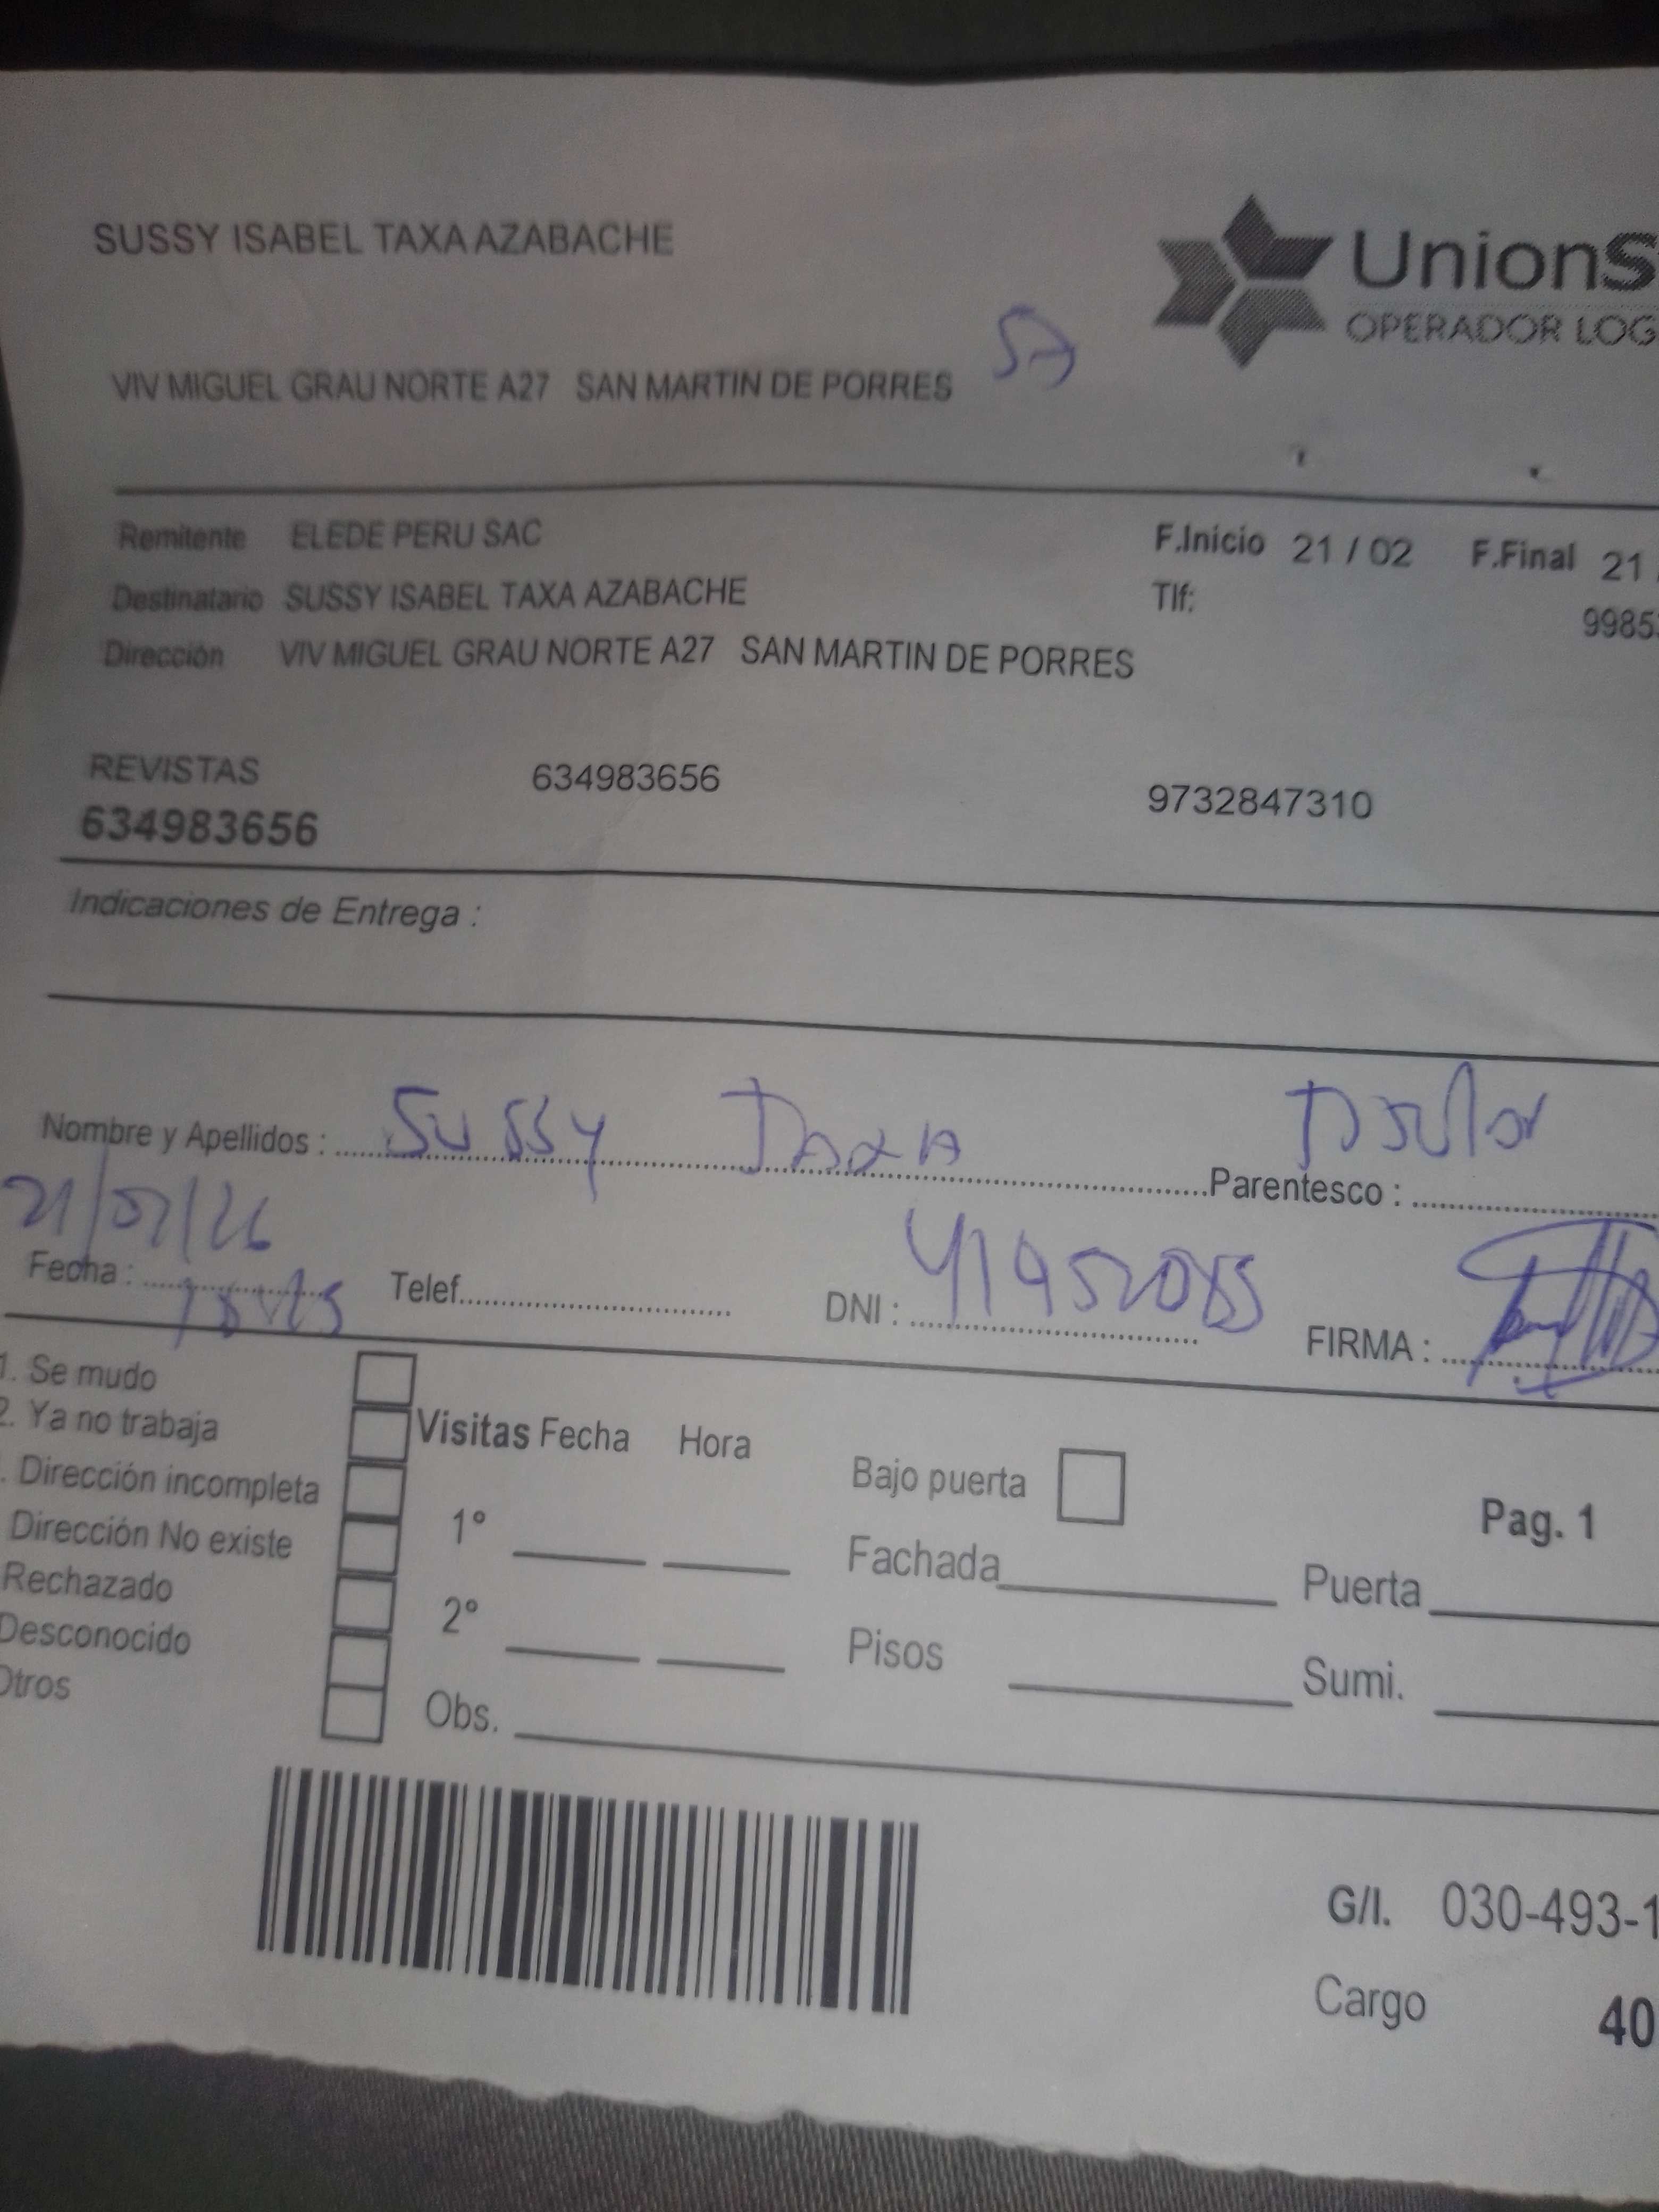 SUSSY ISABEL TAXA AZABACHE
UnionS
OPERADOR LOG
VIV MIGUEL GRAU NORTE A27 SAN MARTIN DE PORRES
Remitente ELEDE PERU SAC F.Inicio 21 / 02 F.Final 21
Destinatario SUSSY ISABEL TAXA AZABACHE Tlf: 9985
Dirección VIV MIGUEL GRAU NORTE A27 SAN MARTIN DE PORRES
REVISTAS 634983656 9732847310
634983656
Indicaciones de Entrega :
Nombre y Apellidos : SUSSY TAXA Parentesco :
Fecha : Telef. DNI : FIRMA :
1. Se mudo
2. Ya no trabaja Visitas Fecha Hora
. Dirección incompleta Bajo puerta
Dirección No existe 1° Pag. 1
Rechazado Fachada Puerta
Desconocido 2°
Otros Pisos Sumi.
Obs.
G/I. 030-493-1
Cargo 40